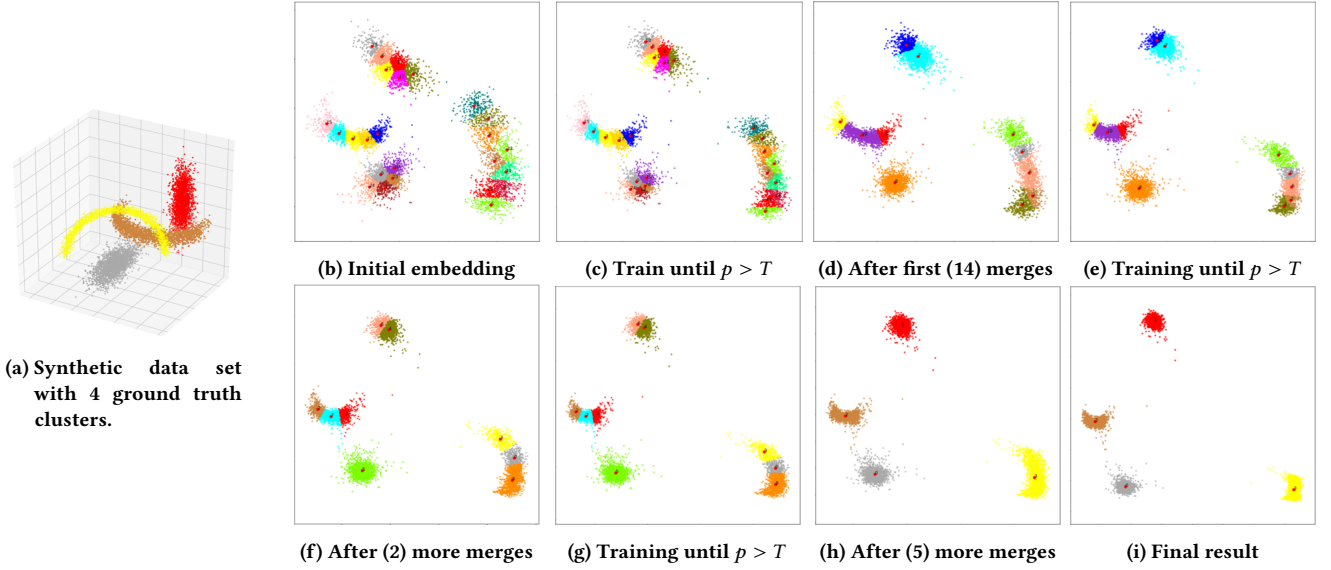 (b) Initial embedding
(c) Train until p > T
(d) After first (14) merges
(e) Training until p > T
(a) Synthetic data set
with 4 ground truth
clusters.
(f) After (2) more merges
(g) Training until p > T
(h) After (5) more merges
(i) Final result